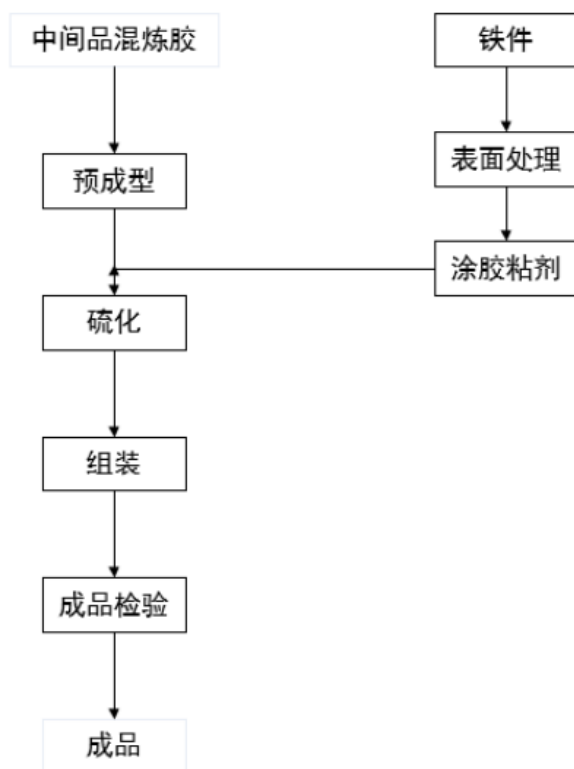 中间品混炼胶
铁件
表面处理
预成型
涂胶粘剂
硫化
组装
成品检验
成品